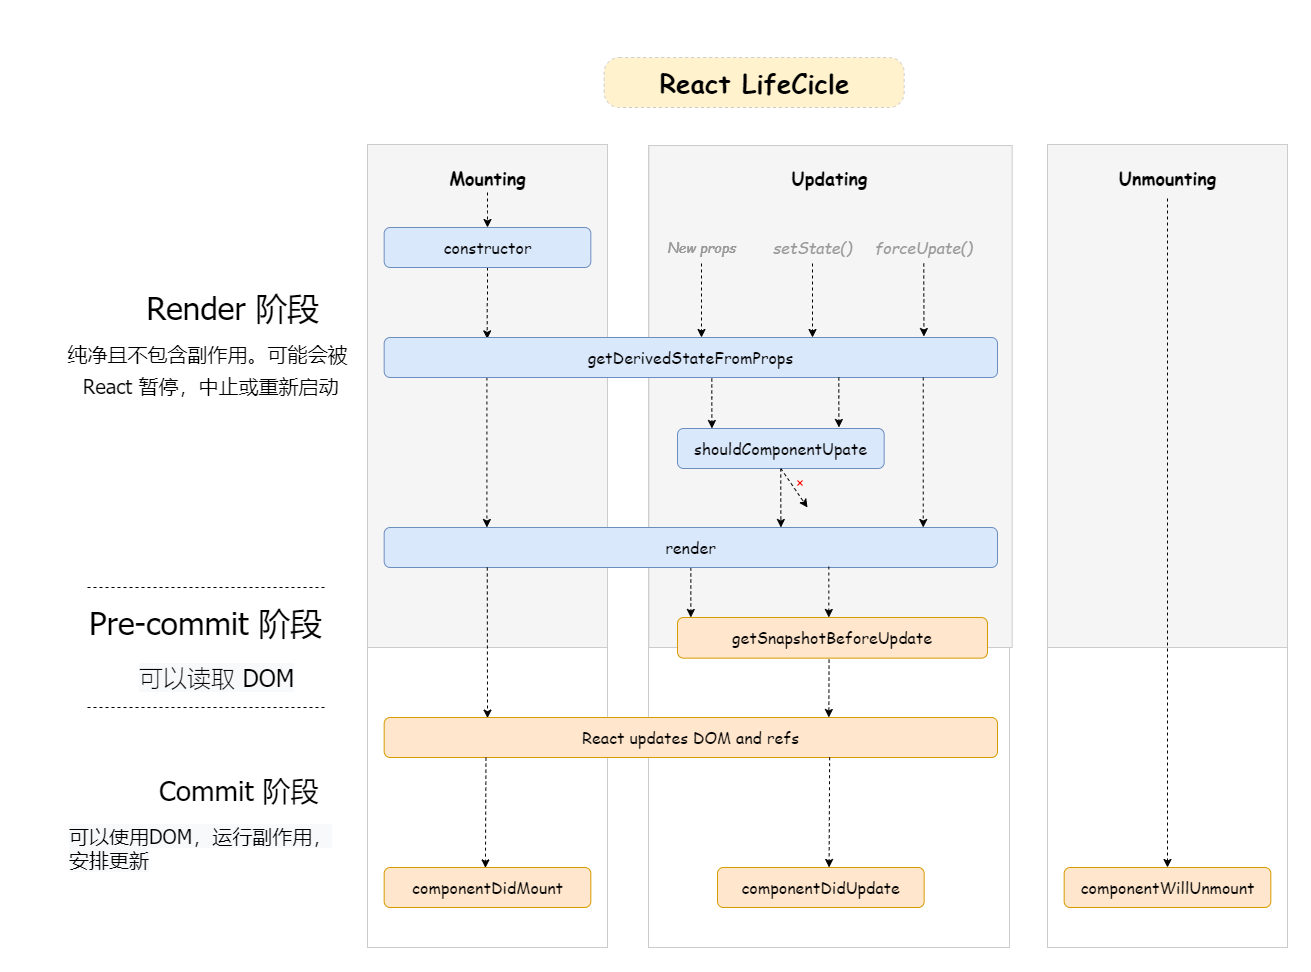 React LifeCicle
Mounting
Updating
Unmounting
constructor
New props
setState()
forceUpate()
Render 阶段
纯净且不包含副作用。可能会被
React 暂停，中止或重新启动
getDerivedStateFromProps
shouldComponentUpate
×
render
Pre-commit 阶段
可以读取 DOM
getSnapshotBeforeUpdate
React updates DOM and refs
Commit 阶段
可以使用DOM，运行副作用，
安排更新
componentDidMount
componentDidUpdate
componentWillUnmount